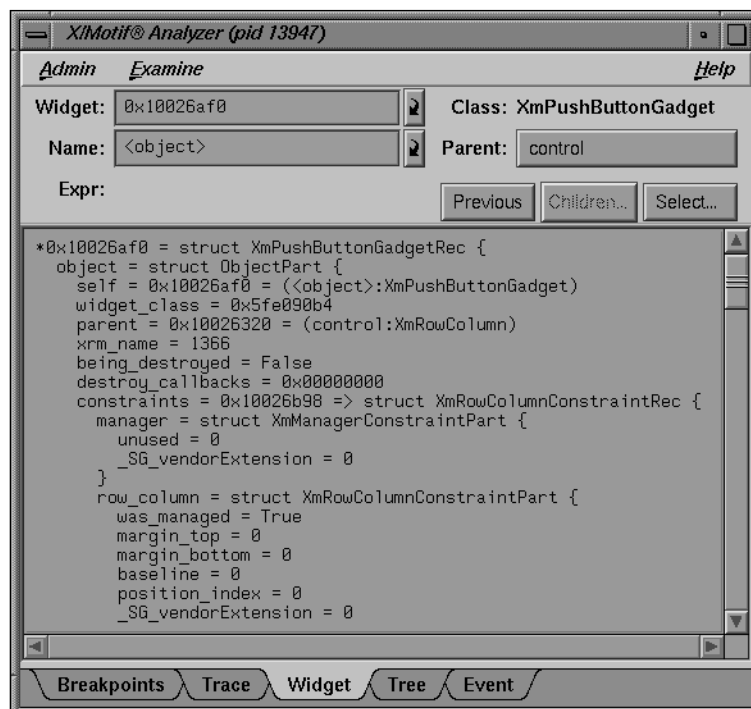 X/Motif® Analyzer (pid 13947)
Admin Examine Help
Widget: 0x10026af0 Class: XmPushButtonGadget
Name: <object> Parent: control
Expr:
Previous Children... Select...
*0x10026af0 = struct XmPushButtonGadgetRec {
object = struct ObjectPart {
self = 0x10026af0 = (<object>:XmPushButtonGadget)
widget_class = 0x5fe090b4
parent = 0x10026320 = (control:XmRowColumn)
xrm_name = 1366
being_destroyed = False
destroy_callbacks = 0x00000000
constraints = 0x10026b98 => struct XmRowColumnConstraintRec {
manager = struct XmManagerConstraintPart {
unused = 0
_SG_vendorExtension = 0
}
row_column = struct XmRowColumnConstraintPart {
was_managed = True
margin_top = 0
margin_bottom = 0
baseline = 0
position_index = 0
_SG_vendorExtension = 0
Breakpoints Trace Widget Tree Event